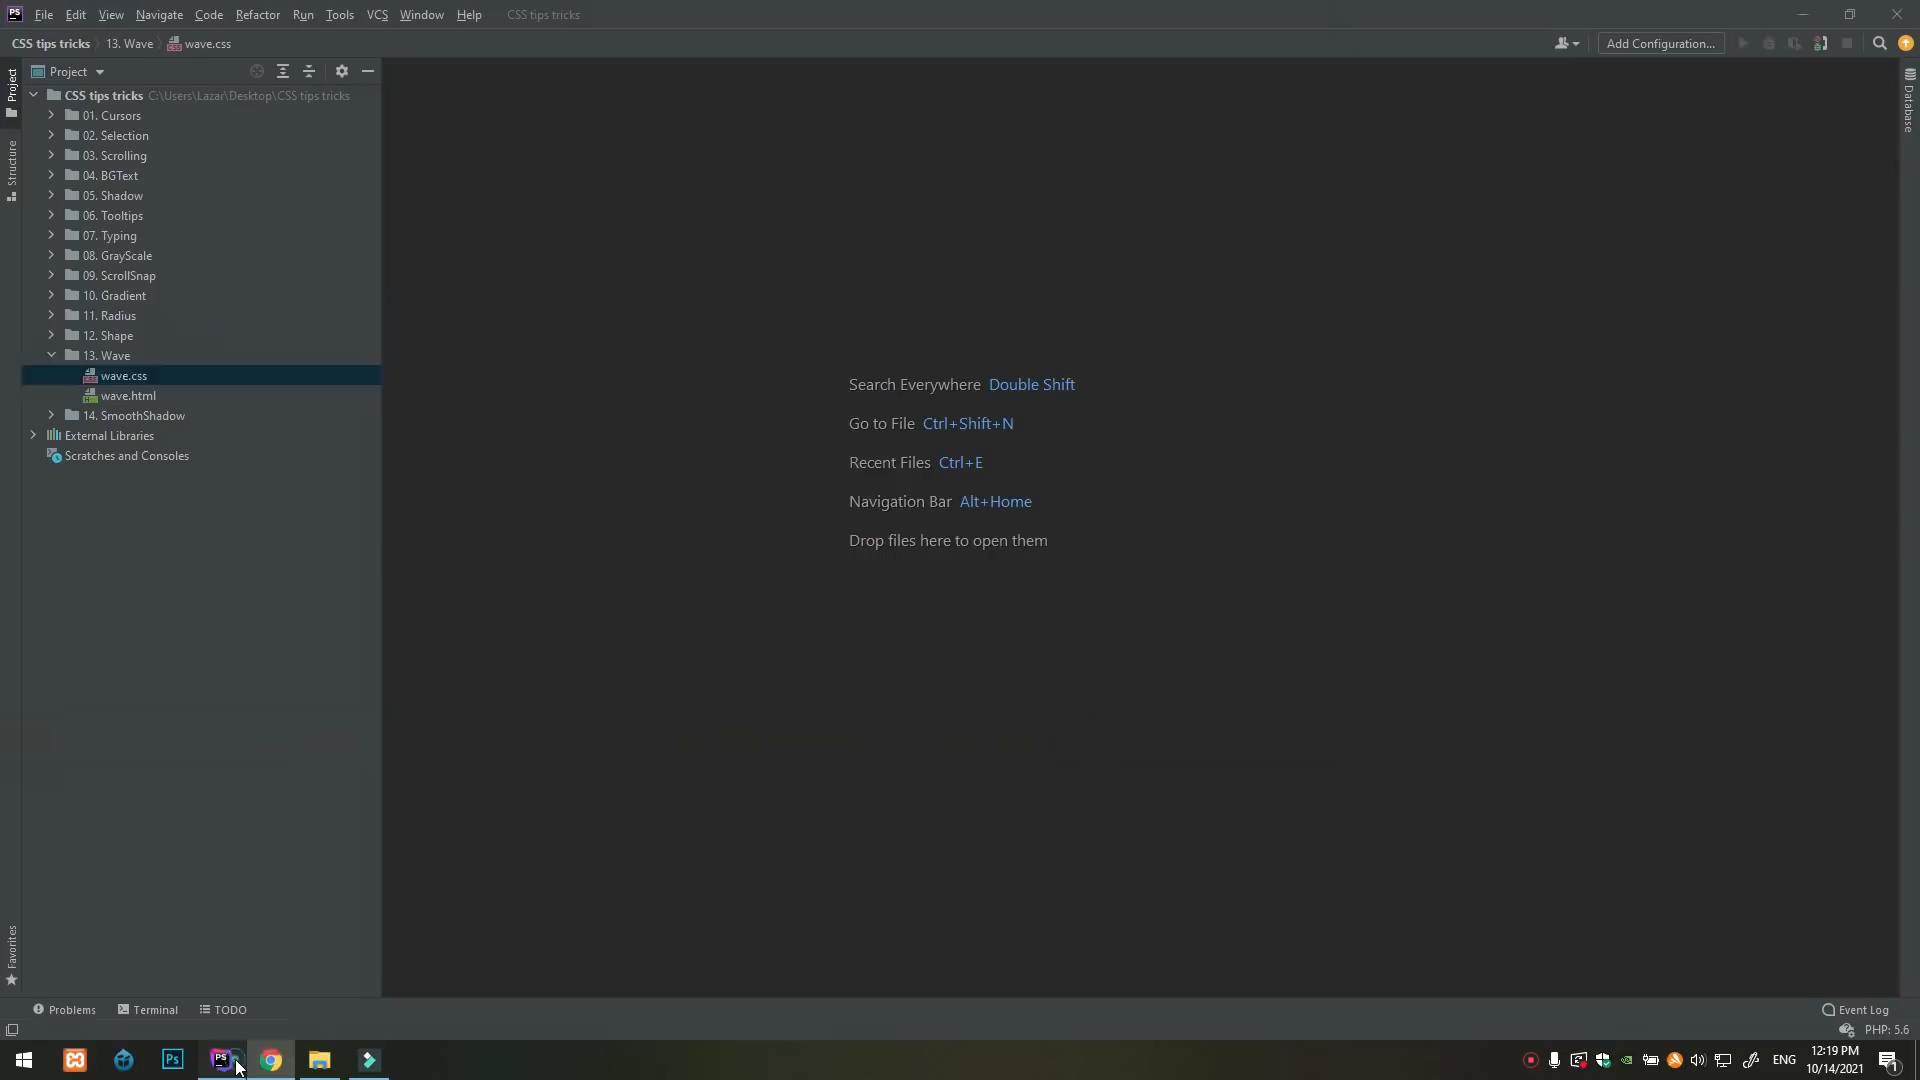 PS File Edit View Navigate Code Refactor Run Tools VCS Window Help CSS tips tricks
CSS tips tricks 13. Wave wave.css Add Configuration...
Project
CSS tips tricks C:\Users\Lazar\Desktop\CSS tips tricks
01. Cursors
02. Selection
03. Scrolling
04. BGText
05. Shadow
06. Tooltips
07. Typing
08. GrayScale
09. ScrollSnap
10. Gradient
11. Radius
12. Shape
13. Wave
wave.css
wave.html
14. SmoothShadow
External Libraries
Scratches and Consoles
Project
Structure
Favorites
Database
Search Everywhere Double Shift
Go to File Ctrl+Shift+N
Recent Files Ctrl+E
Navigation Bar Alt+Home
Drop files here to open them
Problems Terminal TODO Event Log
PHP: 5.6
Ps PS ENG 12:19 PM
10/14/2021 1